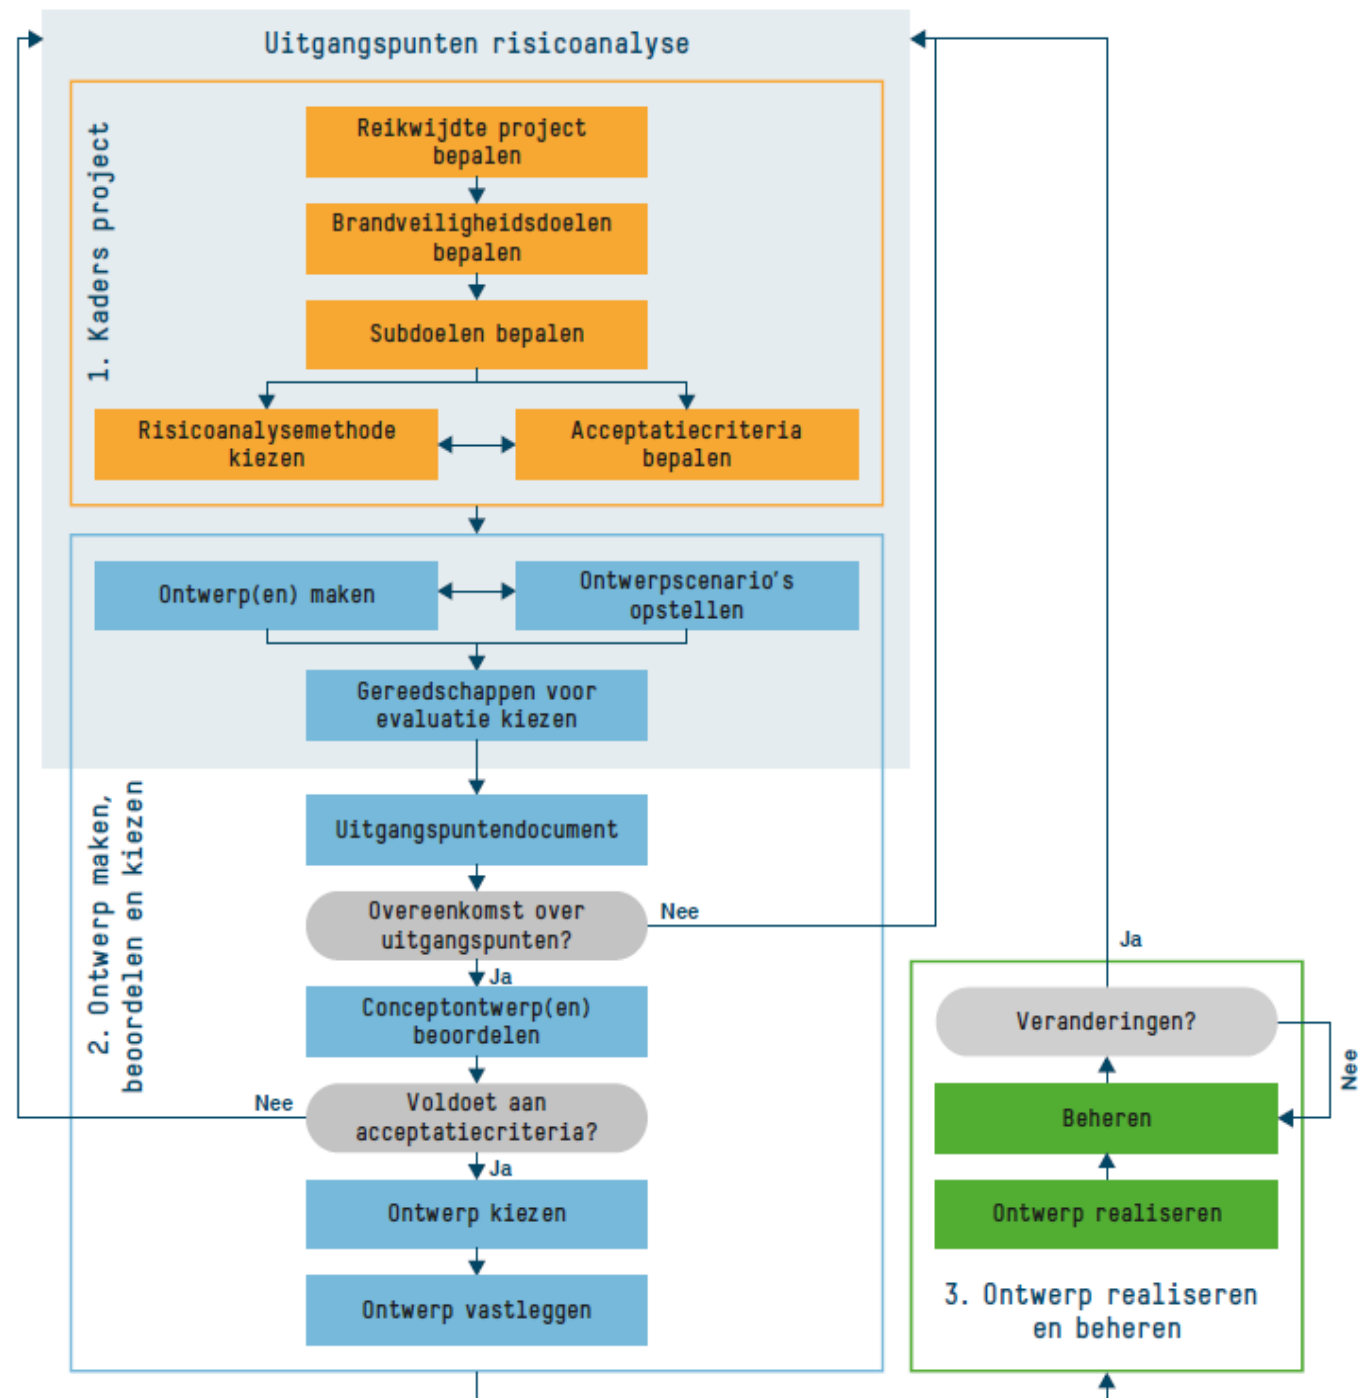 Uitgangspunten risicoanalyse
1. Kaders project
Reikwijdte project
bepalen
Brandveiligheidsdoelen
bepalen
Subdoelen bepalen
Risicoanalysemethode
kiezen
Acceptatiecriteria
bepalen
2. Ontwerp maken,
beoordelen en kiezen
Ontwerp(en) maken
Ontwerpscenario's
opstellen
Gereedschappen voor
evaluatie kiezen
Uitgangspuntendocument
Overeenkomst over
uitgangspunten?
Nee
Ja
Conceptontwerp(en)
beoordelen
Voldoet aan
acceptatiecriteria?
Nee
Ja
Ontwerp kiezen
Ontwerp vastleggen
Ja
Veranderingen?
Nee
Beheren
Ontwerp realiseren
3. Ontwerp realiseren
en beheren